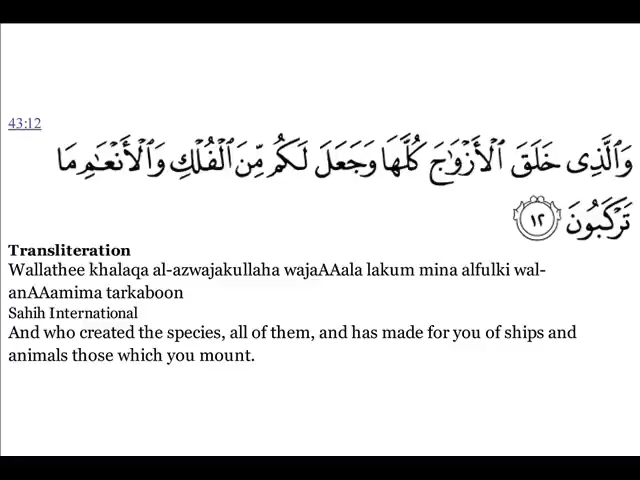 43:12
وَٱلَّذِى خَلَقَ ٱلْأَزْوَٰجَ كُلَّهَا وَجَعَلَ لَكُم مِّنَ ٱلْفُلْكِ وَٱلْأَنْعَـٰمِ مَا
تَرْكَبُونَ ١٢
Transliteration
Wallathee khalaqa al-azwajakullaha wajaAAala lakum mina alfulki wal-
anAAamima tarkaboon
Sahih International
And who created the species, all of them, and has made for you of ships and
animals those which you mount.